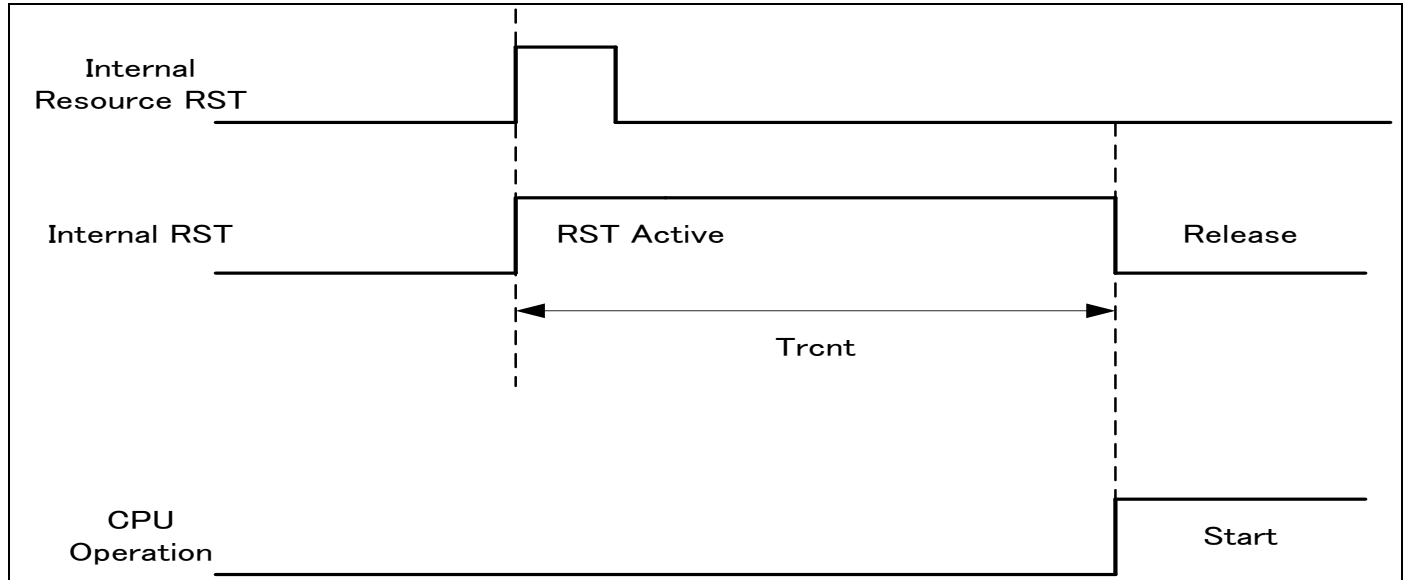 Internal
Resource RST
Internal RST
RST Active
Release
Trcnt
CPU
Operation
Start